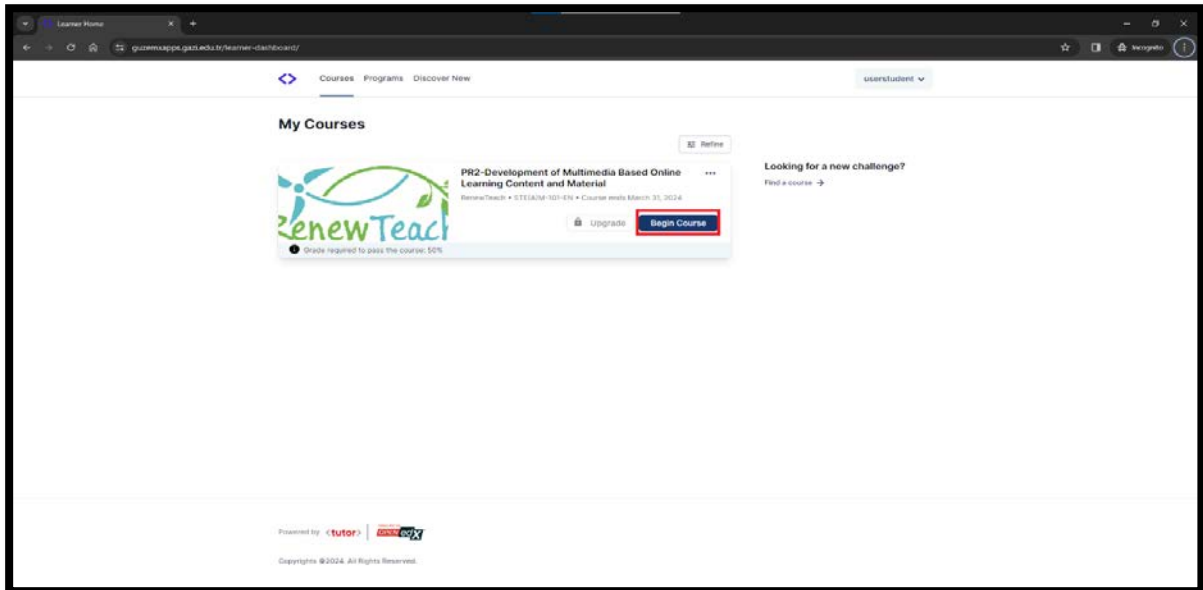 Learner Home
guzemxapps.gazi.edu.tr/learner-dashboard/
Incognito
Courses Programs Discover New
userstudent
My Courses
Refine
PR2-Development of Multimedia Based Online
Learning Content and Material
RenewTeach • STEIAIM-101-EN • Course ends March 31, 2024
Upgrade
Begin Course
RenewTeach
Grade required to pass the course: 50%
Looking for a new challenge?
Find a course →
Powered by <tutor>
edX
Copyrights ©2024. All Rights Reserved.